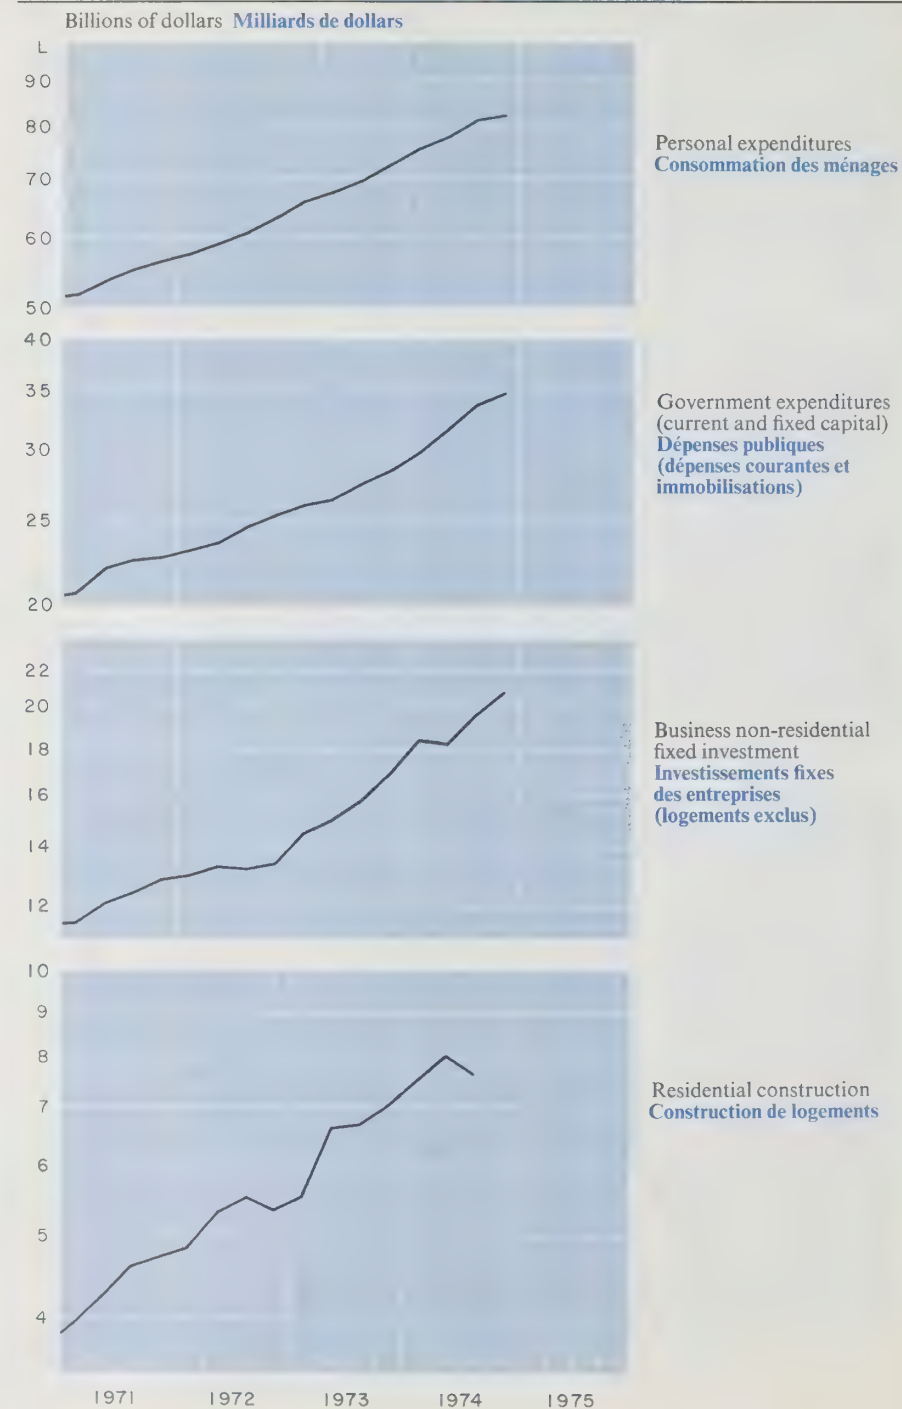 Billions of dollars Milliards de dollars
L
90
80
70
60
50
Personal expenditures
Consommation des ménages
40
35
30
25
20
Government expenditures
(current and fixed capital)
Dépenses publiques
(dépenses courantes et
immobilisations)
22
20
18
16
14
12
Business non-residential
fixed investment
Investissements fixes
des entreprises
(logements exclus)
10
9
8
7
6
5
4
Residential construction
Construction de logements
1971 1972 1973 1974 1975